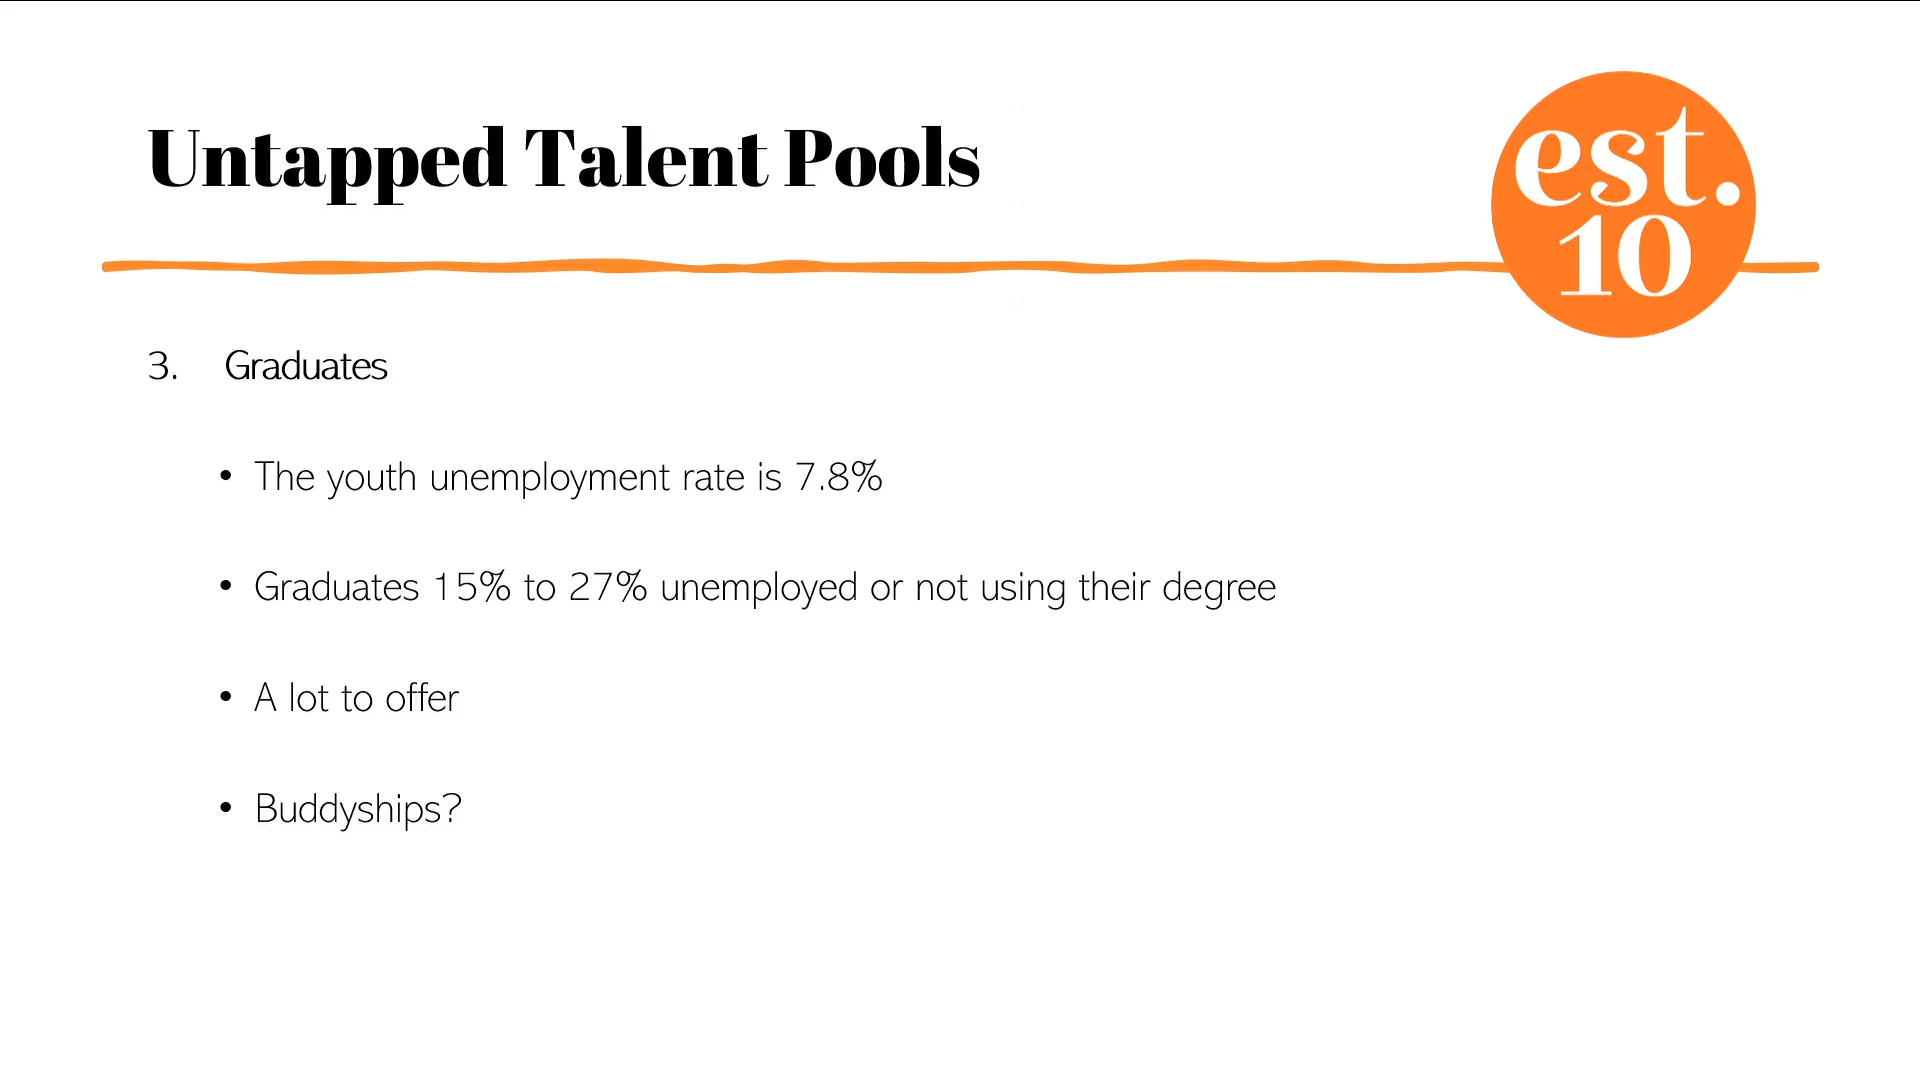 Untapped Talent Pools
est.
10
3. Graduates
• The youth unemployment rate is 7.8%
• Graduates 15% to 27% unemployed or not using their degree
• A lot to offer
• Buddyships?